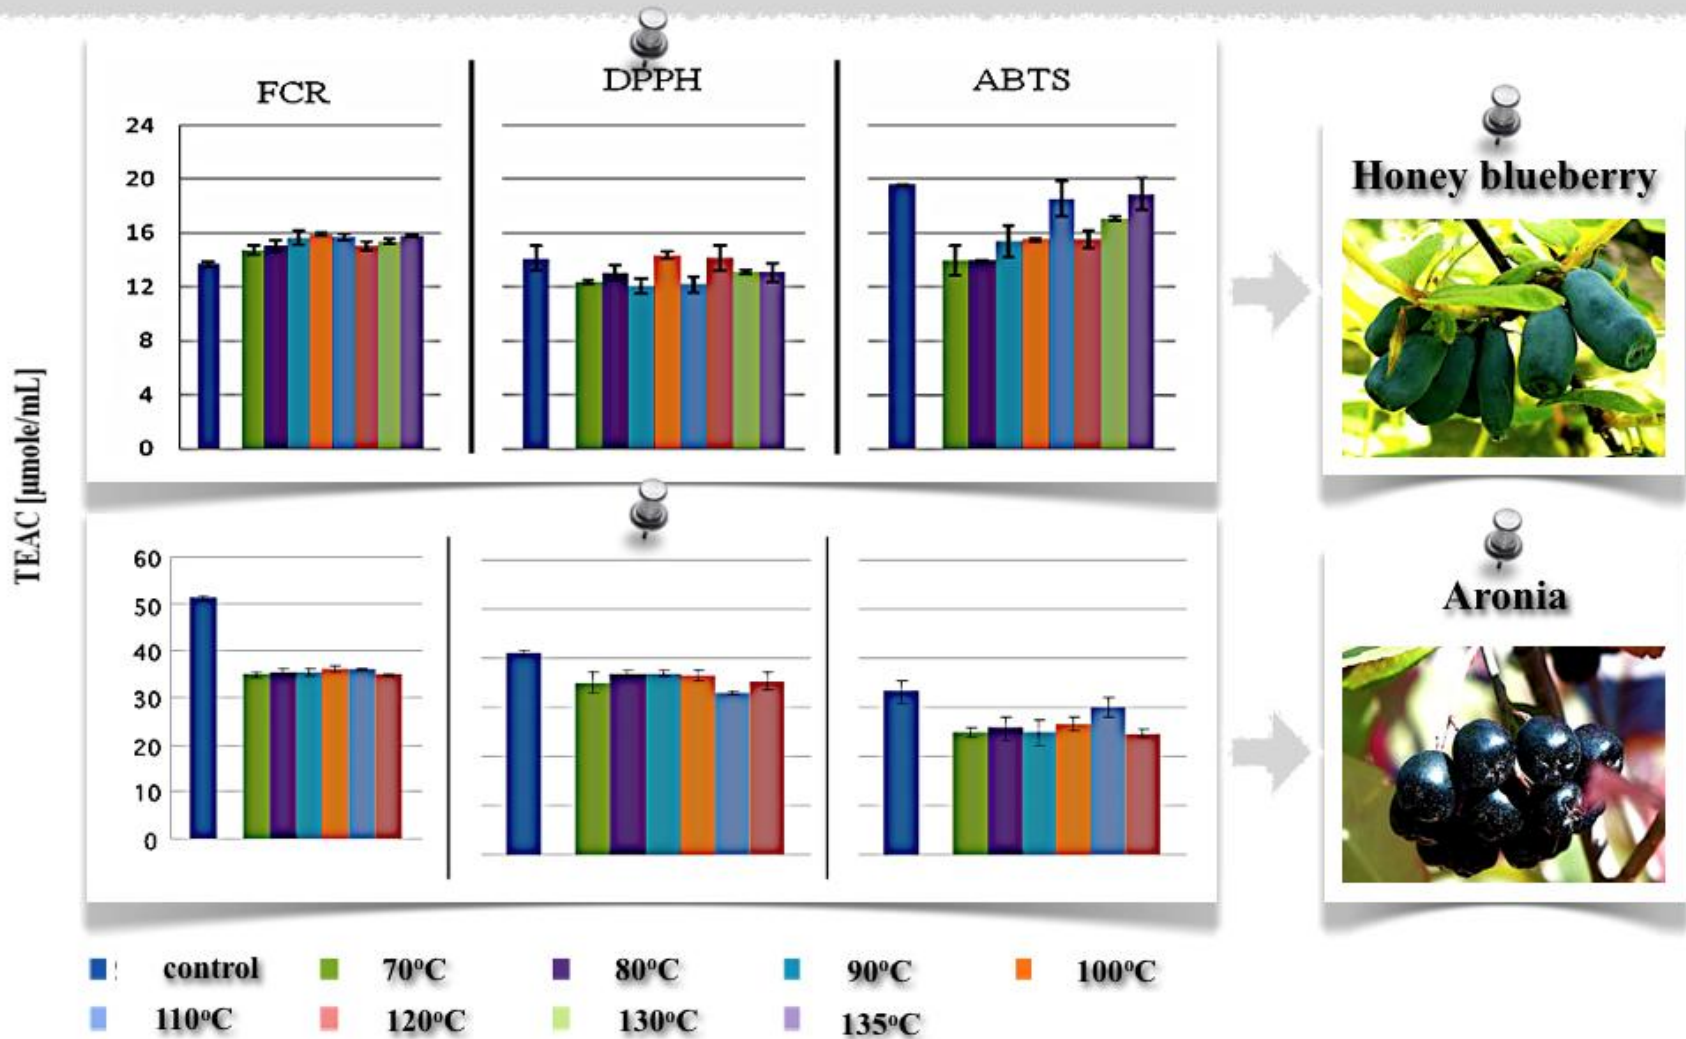 FCR
DPPH
ABTS
24
20
16
12
8
4
0
Honey blueberry
TEAC [µmole/mL]
60
50
40
30
20
10
0
Aronia
control
70°C
80°C
90°C
100°C
110°C
120°C
130°C
135°C